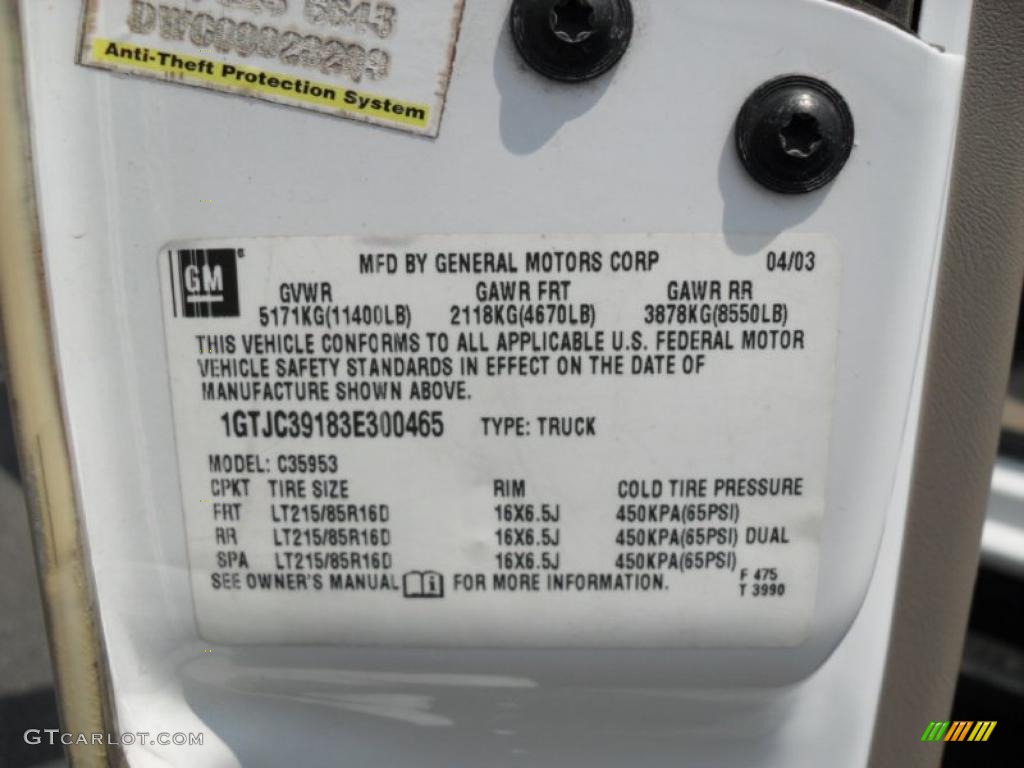 Anti-Theft Protection System
GM
MFD BY GENERAL MOTORS CORP 04/03
GVWR GAWR FRT GAWR RR
5171KG(11400LB) 2118KG(4670LB) 3878KG(8550LB)
THIS VEHICLE CONFORMS TO ALL APPLICABLE U.S. FEDERAL MOTOR
VEHICLE SAFETY STANDARDS IN EFFECT ON THE DATE OF
MANUFACTURE SHOWN ABOVE.
1GTJC39183E300465 TYPE: TRUCK
MODEL: C35953
CPKT TIRE SIZE RIM COLD TIRE PRESSURE
FRT LT215/85R16D 16X6.5J 450KPA(65PSI)
RR LT215/85R16D 16X6.5J 450KPA(65PSI) DUAL
SPA LT215/85R16D 16X6.5J 450KPA(65PSI)
SEE OWNER'S MANUAL FOR MORE INFORMATION.
F 475
T 3990
GTCARLOT.COM